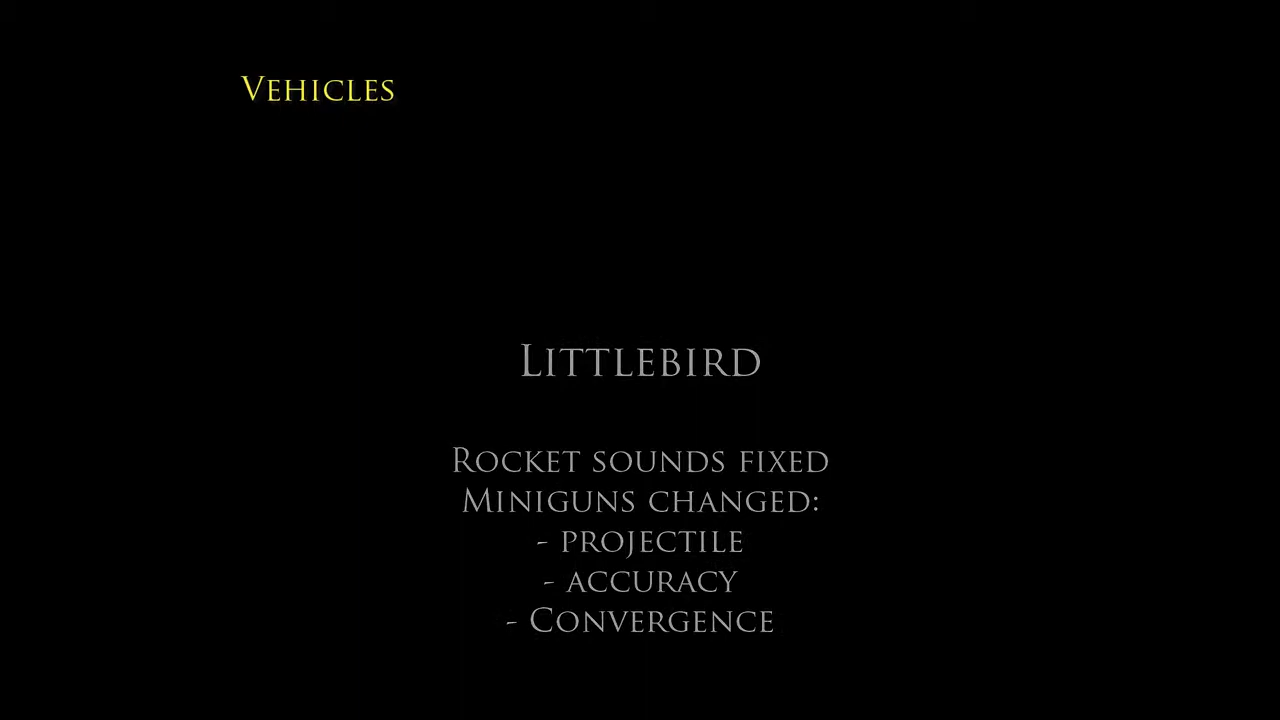 Vehicles
Littlebird
Rocket sounds fixed
Miniguns changed:
- projectile
- accuracy
- Convergence